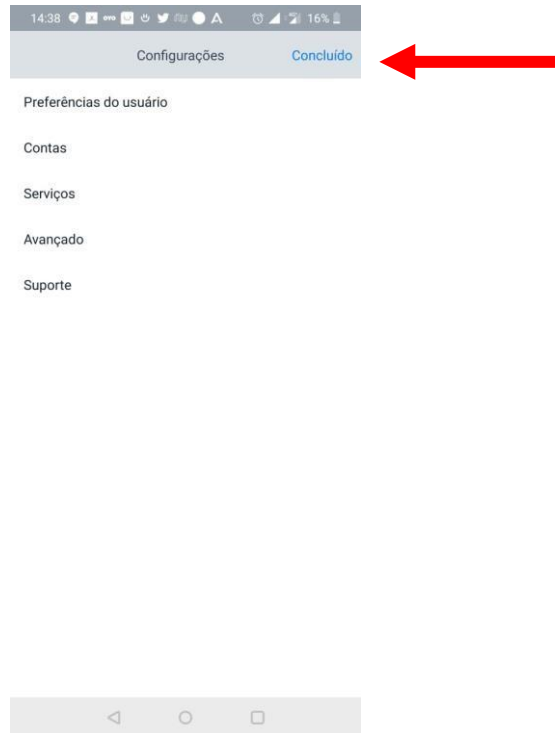 14:38 A 16%
Configurações Concluído
Preferências do usuário
Contas
Serviços
Avançado
Suporte